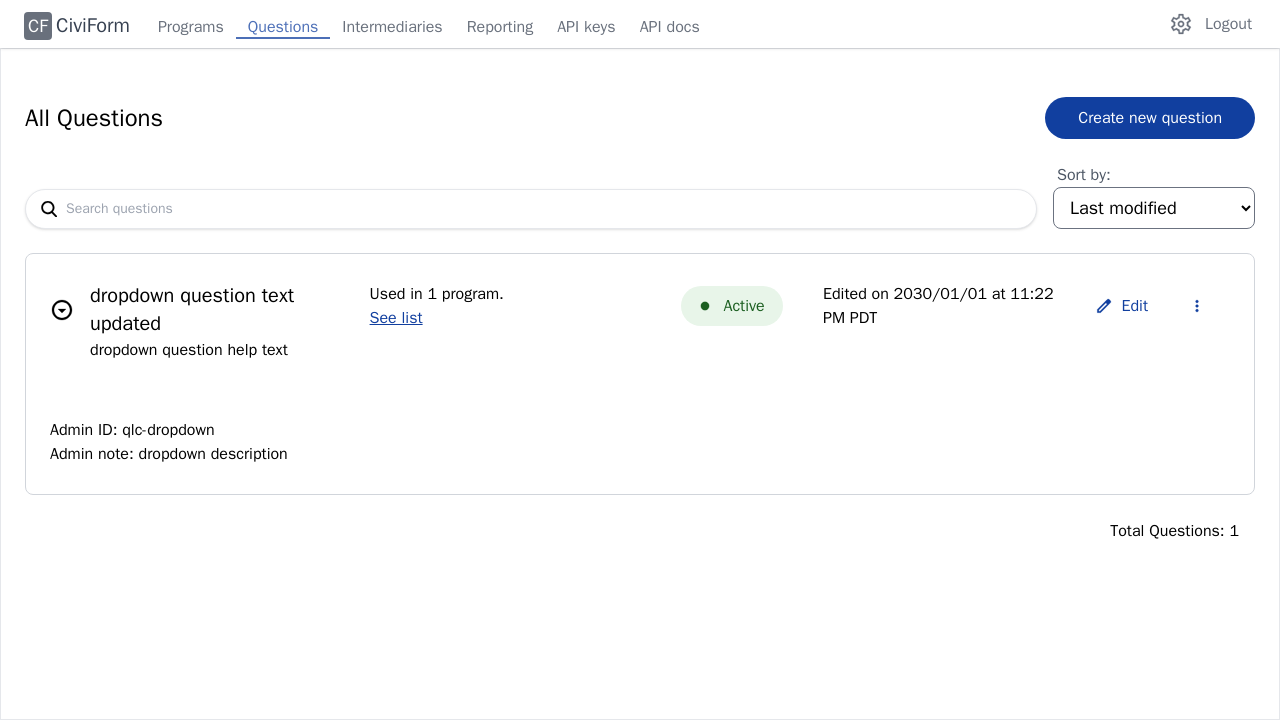 CF CiviForm Programs Questions Intermediaries Reporting API keys API docs Logout
All Questions
Create new question
Sort by:
Search questions
Last modified
dropdown question text
updated
dropdown question help text
Used in 1 program.
See list
Active
Edited on 2030/01/01 at 11:22
PM PDT
Edit
Admin ID: qlc-dropdown
Admin note: dropdown description
Total Questions: 1